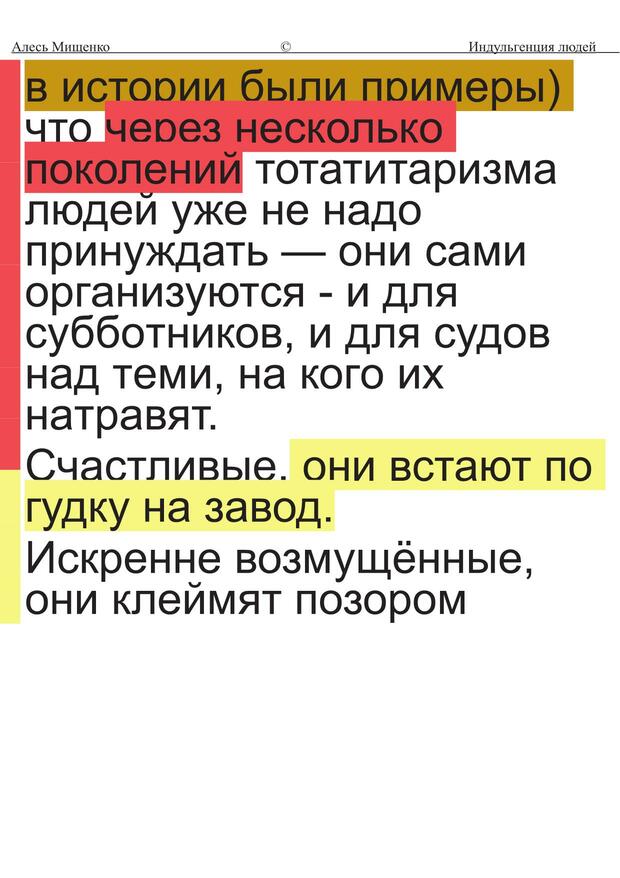 Алесь Мищенко © Индульгенция людей
в истории были примеры)
что через несколько
поколений тотатитаризма
людей уже не надо
принуждать — они сами
организуются - и для
субботников, и для судов
над теми, на кого их
натравят.
Счастливые, они встают по
гудку на завод.
Искренне возмущённые,
они клеймят позором